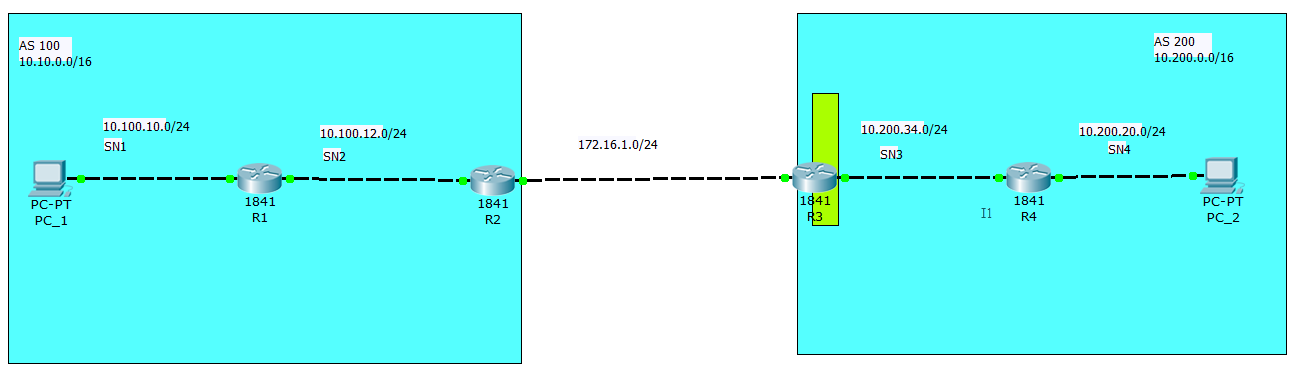 AS 100
10.10.0.0/16
10.100.10.0/24
SN1
10.100.12.0/24
SN2
PC-PT
PC_1
1841
R1
1841
R2
172.16.1.0/24
AS 200
10.200.0.0/16
10.200.34.0/24
SN3
10.200.20.0/24
SN4
1841
R3
I1
1841
R4
PC-PT
PC_2